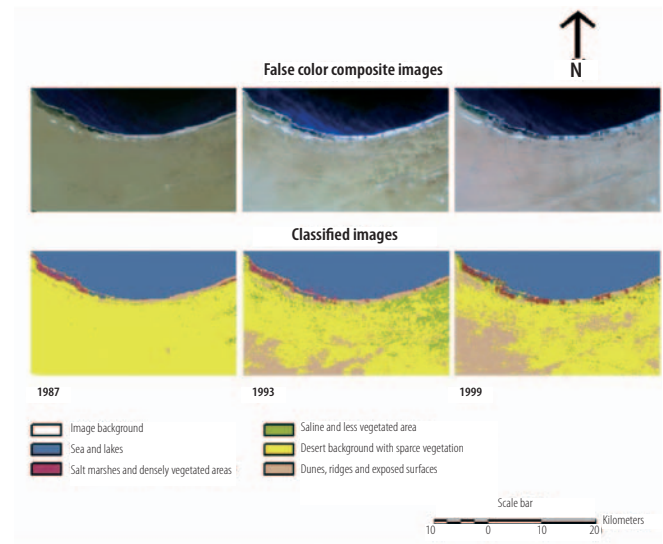 N
False color composite images
Classified images
1987 1993 1999
Image background
Sea and lakes
Salt marshes and densely vegetated areas
Saline and less vegetated area
Desert background with sparce vegetation
Dunes, ridges and exposed surfaces
Scale bar
Kilometers
10 0 10 20